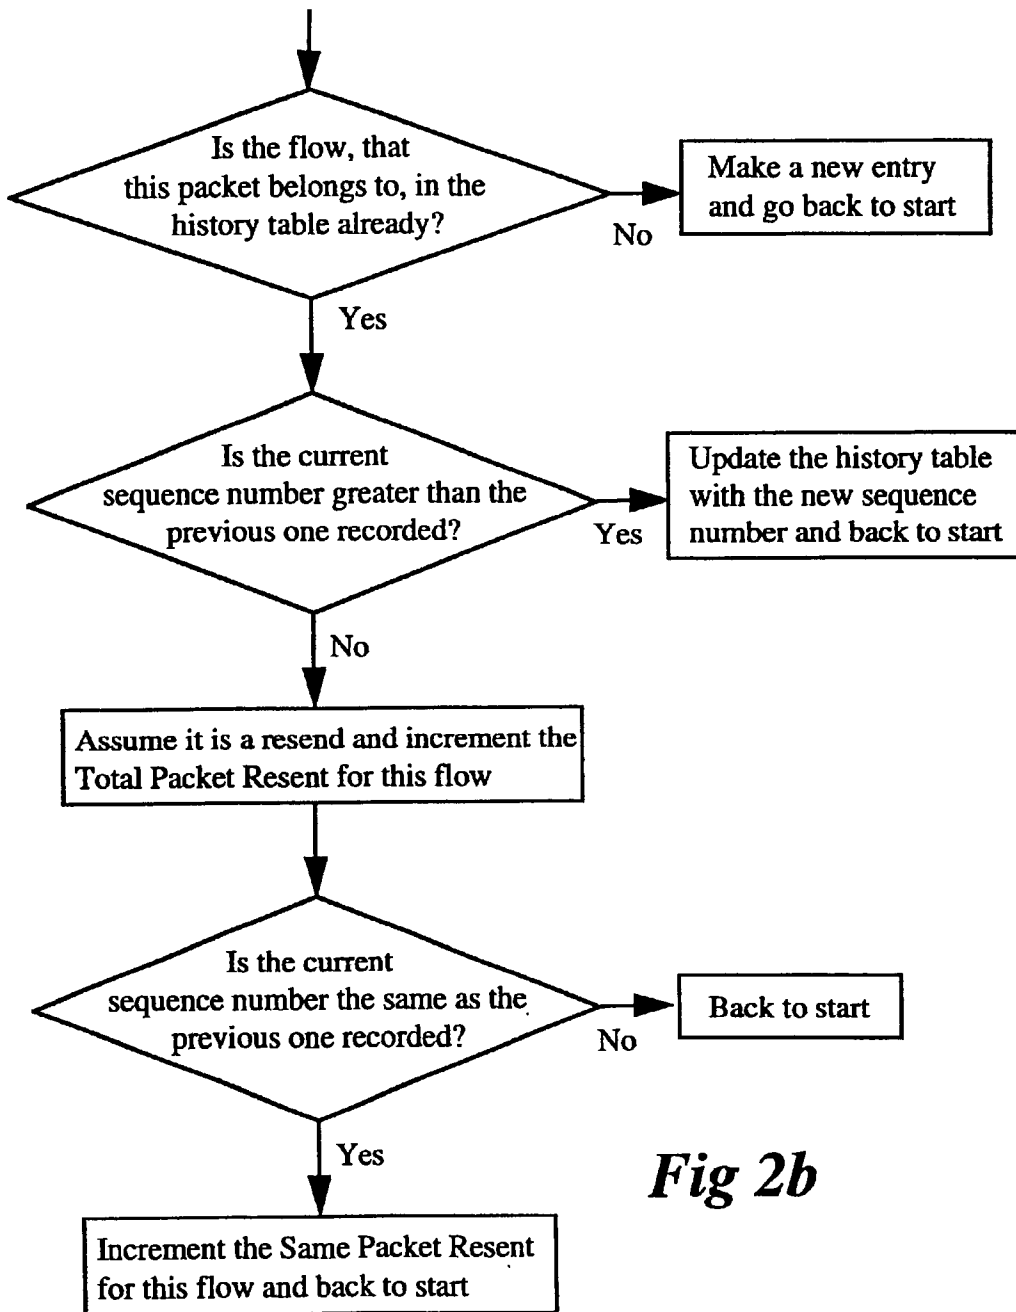 Is the flow, that
this packet belongs to, in the
history table already?
No
Make a new entry
and go back to start
Yes
Is the current
sequence number greater than the
previous one recorded?
Yes
Update the history table
with the new sequence
number and back to start
No
Assume it is a resend and increment the
Total Packet Resent for this flow
Is the current
sequence number the same as the
previous one recorded?
No
Back to start
Yes
Fig 2b
Increment the Same Packet Resent
for this flow and back to start